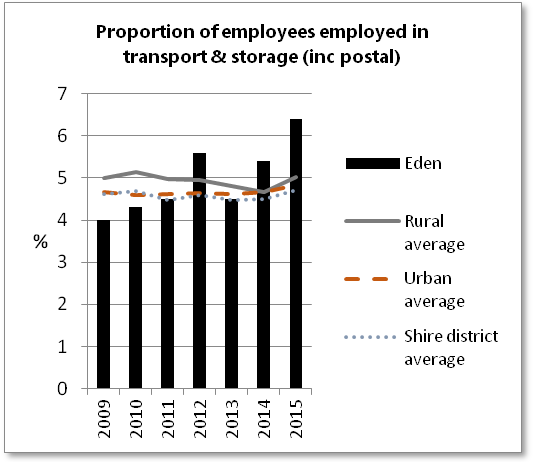 Proportion of employees employed in
transport & storage (inc postal)
7
6
5
4
3
2
1
0
%
2009
2010
2011
2012
2013
2014
2015
Eden
Rural
average
Urban
average
Shire district
average